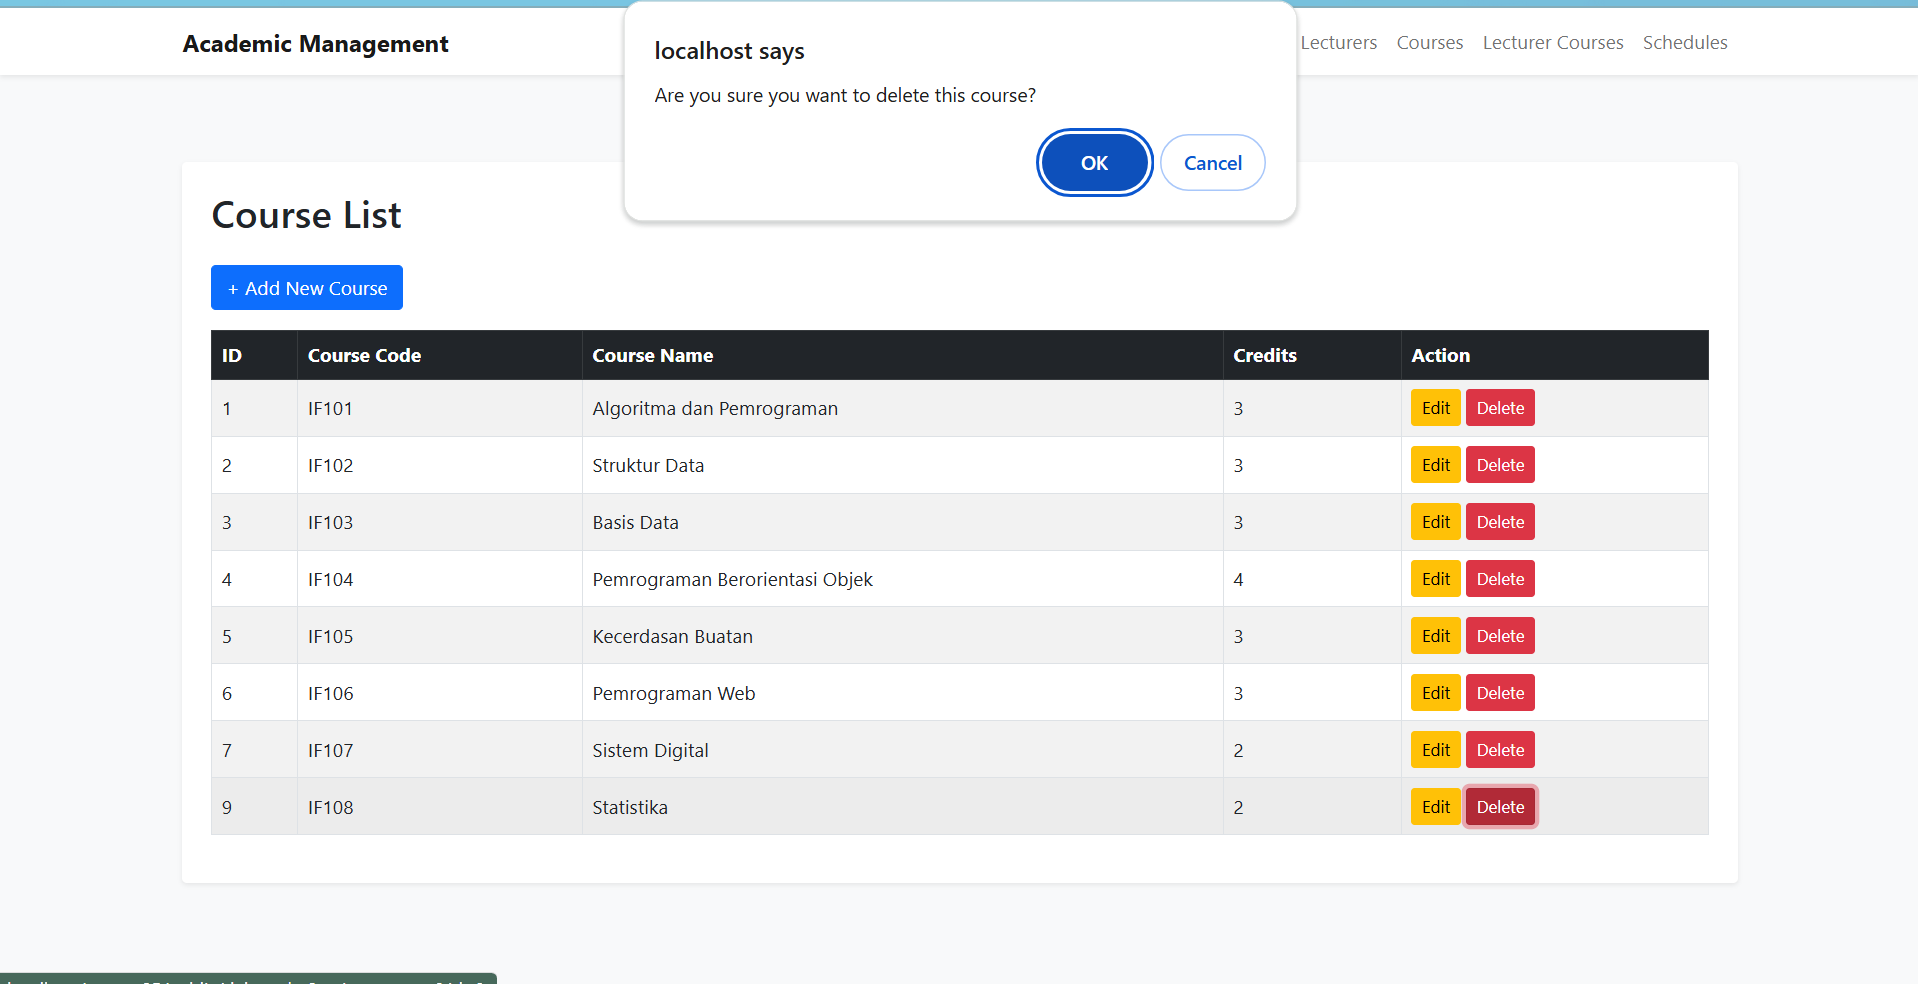 localhost says
Are you sure you want to delete this course?
OK Cancel
Academic Management Lecturers Courses Lecturer Courses Schedules
Course List
+ Add New Course
ID Course Code Course Name Credits Action
1 IF101 Algoritma dan Pemrograman 3 Edit Delete
2 IF102 Struktur Data 3 Edit Delete
3 IF103 Basis Data 3 Edit Delete
4 IF104 Pemrograman Berorientasi Objek 4 Edit Delete
5 IF105 Kecerdasan Buatan 3 Edit Delete
6 IF106 Pemrograman Web 3 Edit Delete
7 IF107 Sistem Digital 2 Edit Delete
9 IF108 Statistika 2 Edit Delete